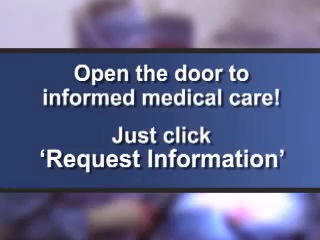 Open the door to
informed medical care!
Just click
‘Request Information’